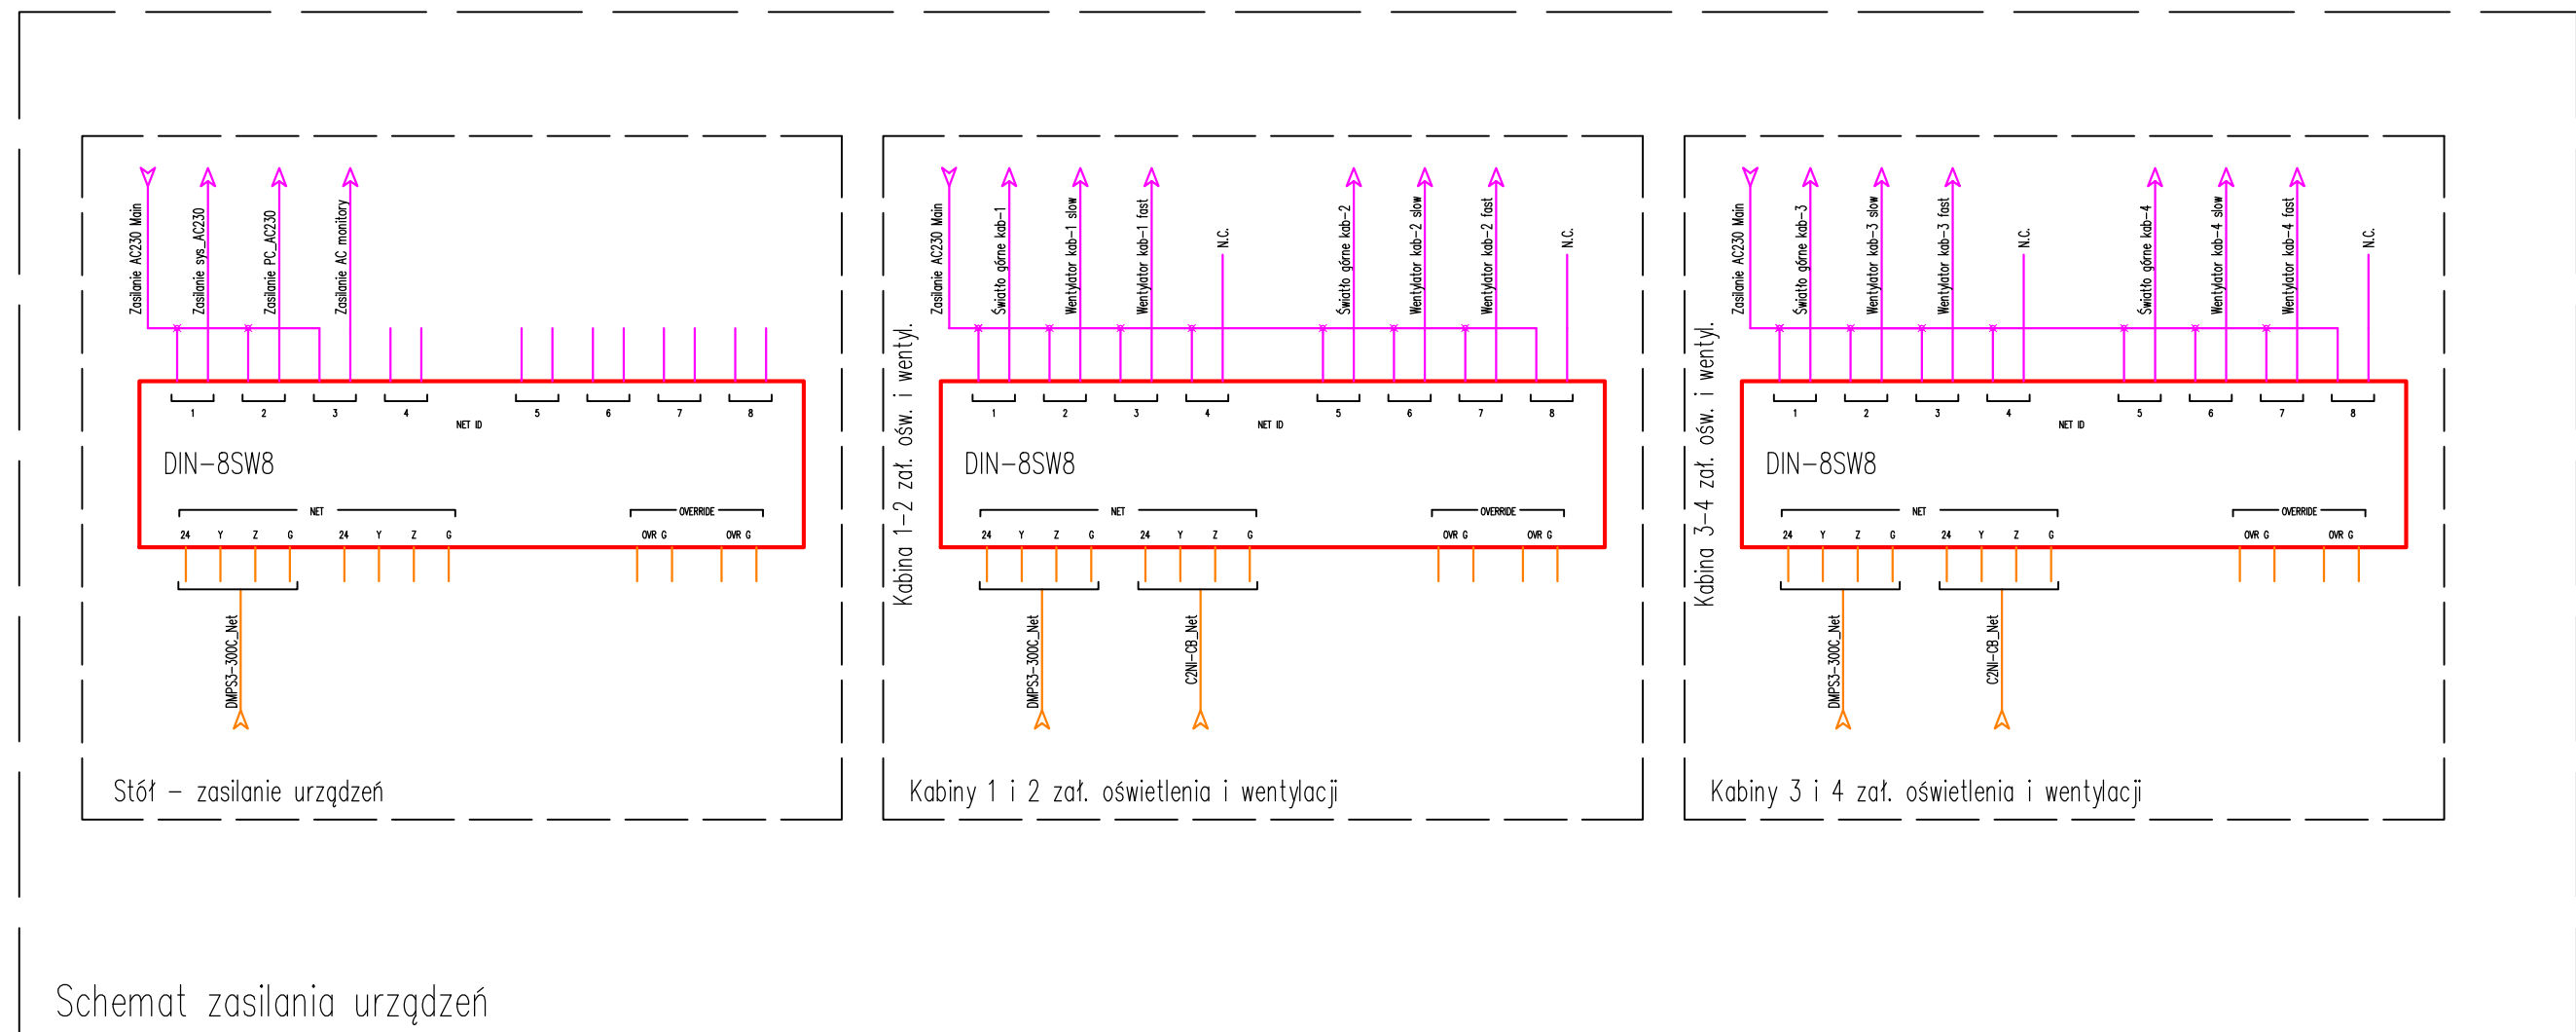 Zasilanie AC230 Main
Zasilanie sys_AC230
Zasilanie PC_AC230
Zasilanie AC monitory
1 2 3 4 5 6 7 8
NET ID
DIN-8SW8
NET OVERRIDE
24 Y Z G 24 Y Z G OVR G OVR G
DMPS3-300C_Net
Stół - zasilanie urządzeń
Kabina 1-2 zał. ośw. i wentyl.
Zasilanie AC230 Main
Światło górne kab-1
Wentylator kab-1 slow
Wentylator kab-1 fast
N.C.
Światło górne kab-2
Wentylator kab-2 slow
Wentylator kab-2 fast
N.C.
1 2 3 4 5 6 7 8
NET ID
DIN-8SW8
NET OVERRIDE
24 Y Z G 24 Y Z G OVR G OVR G
DMPS3-300C_Net
C2NI-CB_Net
Kabiny 1 i 2 zał. oświetlenia i wentylacji
Kabina 3-4 zał. ośw. i wentyl.
Zasilanie AC230 Main
Światło górne kab-3
Wentylator kab-3 slow
Wentylator kab-3 fast
N.C.
Światło górne kab-4
Wentylator kab-4 slow
Wentylator kab-4 fast
N.C.
1 2 3 4 5 6 7 8
NET ID
DIN-8SW8
NET OVERRIDE
24 Y Z G 24 Y Z G OVR G OVR G
DMPS3-300C_Net
C2NI-CB_Net
Kabiny 3 i 4 zał. oświetlenia i wentylacji
Schemat zasilania urządzeń